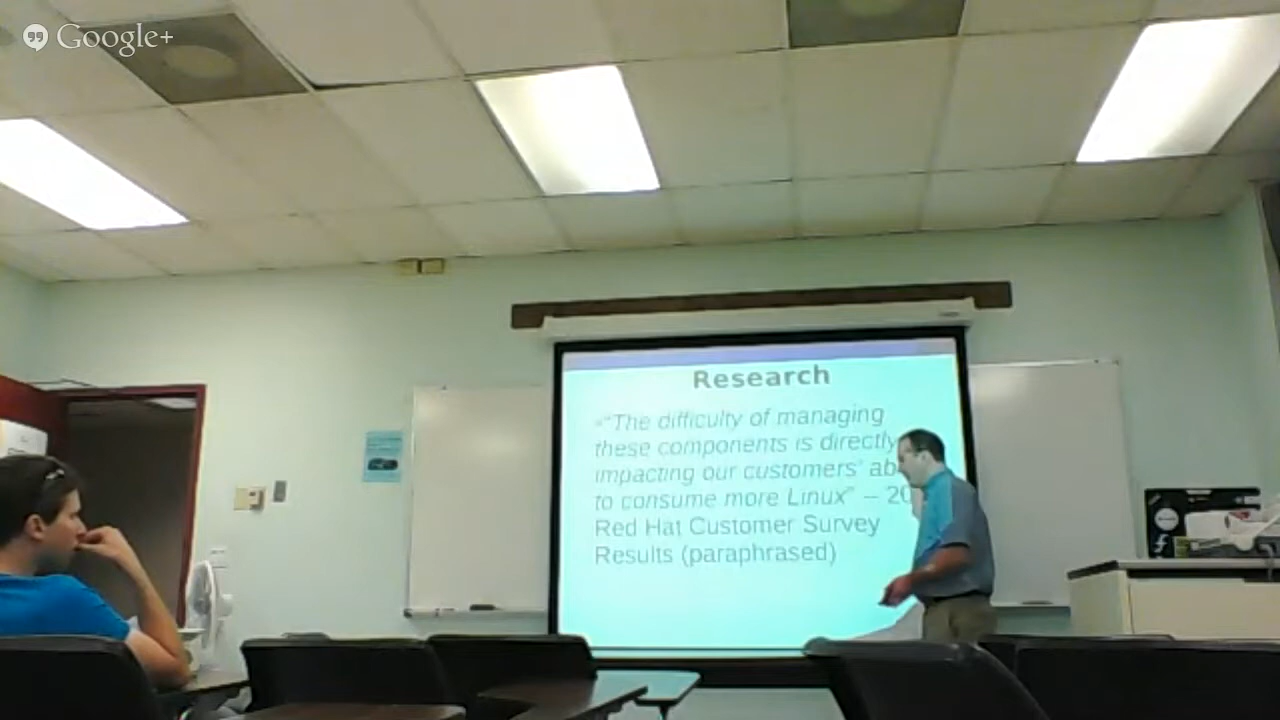 Google+
Research
"The difficulty of managing
these components is directly
impacting our customers' ab
to consume more Linux" – 20
Red Hat Customer Survey
Results (paraphrased)